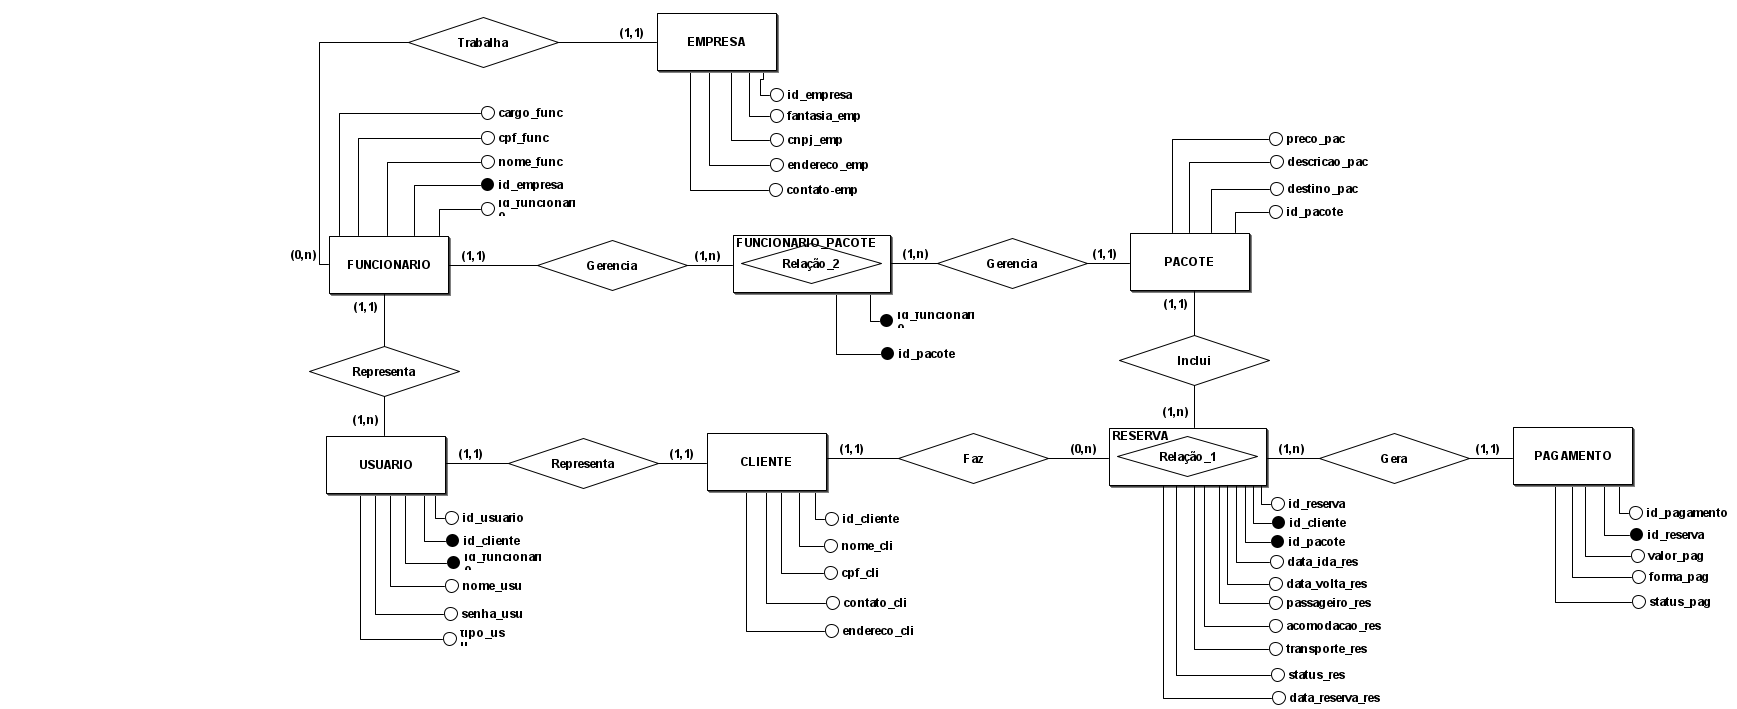 Trabalha
(1,1)
EMPRESA
id_empresa
fantasia_emp
cnpj_emp
endereco_emp
contato-emp
cargo_func
cpf_func
nome_func
id_empresa
id_funcionari
o
(0,n)
FUNCIONARIO
(1,1)
Gerencia
(1,n)
FUNCIONARIO_PACOTE
Relação_2
(1,n)
Gerencia
(1,1)
PACOTE
preco_pac
descricao_pac
destino_pac
id_pacote
id_funcionari
o
id_pacote
(1,1)
Representa
(1,n)
(1,1)
Inclui
(1,n)
USUARIO
(1,1)
Representa
(1,1)
CLIENTE
(1,1)
Faz
(0,n)
RESERVA
Relação_1
(1,n)
Gera
(1,1)
PAGAMENTO
id_usuario
id_cliente
id_funcionari
o
nome_usu
senha_usu
tipo_us
u
id_cliente
nome_cli
cpf_cli
contato_cli
endereco_cli
id_reserva
id_cliente
id_pacote
data_ida_res
data_volta_res
passageiro_res
acomodacao_res
transporte_res
status_res
data_reserva_res
id_pagamento
id_reserva
valor_pag
forma_pag
status_pag